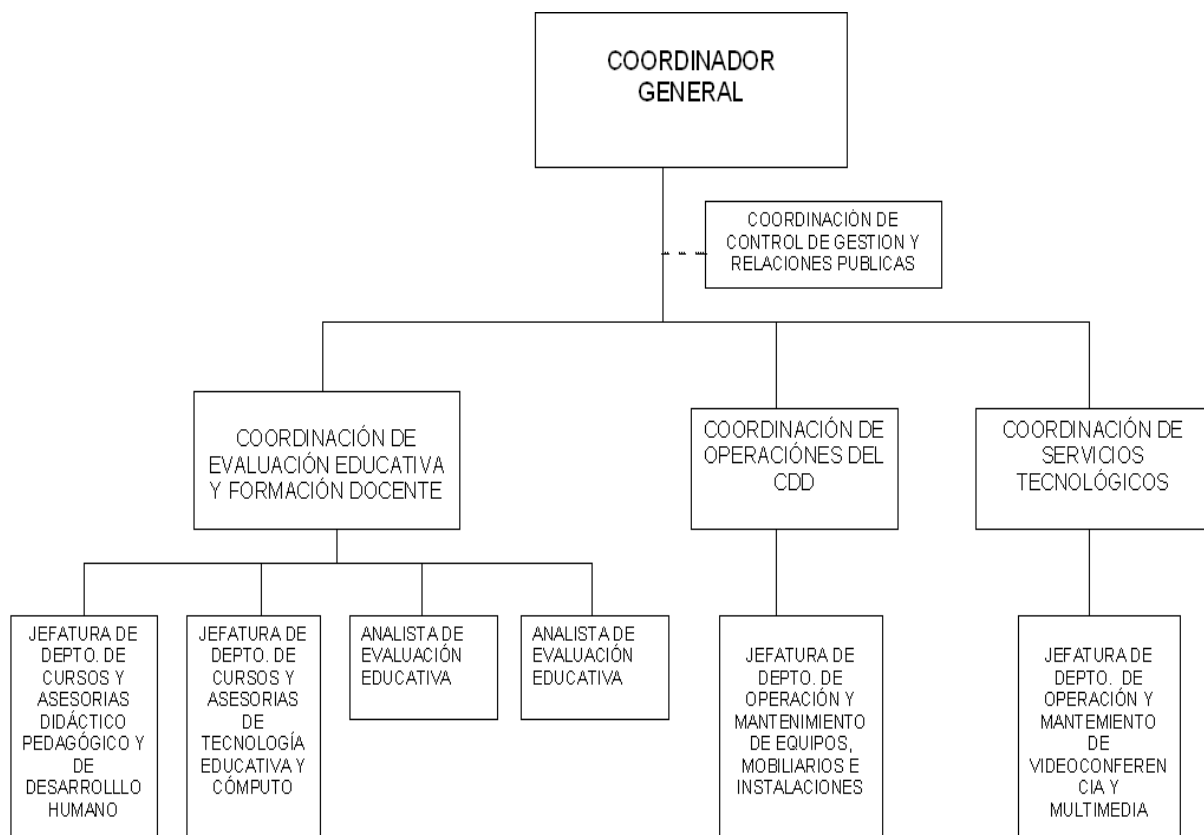 COORDINADOR
GENERAL
COORDINACIÓN DE
CONTROL DE GESTION Y
RELACIONES PUBLICAS
COORDINACIÓN DE
EVALUACIÓN EDUCATIVA
Y FORMACIÓN DOCENTE
COORDINACIÓN DE
OPERACIÓNES DEL
CDD
COORDINACIÓN DE
SERVICIOS
TECNOLÓGICOS
JEFATURA DE
DEPTO. DE
CURSOS Y
ASESORIAS
DIDÁCTICO
PEDAGÓGICO Y
DE
DESARROLLLO
HUMANO
JEFATURA DE
DEPTO. DE
CURSOS Y
ASESORIAS
DE
TECNOLOGÍA
EDUCATIVA Y
CÓMPUTO
ANALISTA DE
EVALUACIÓN
EDUCATIVA
ANALISTA DE
EVALUACIÓN
EDUCATIVA
JEFATURA DE
DEPTO. DE
OPERACIÓN Y
MANTENIMIENTO
DE EQUIPOS,
MOBILIARIOS E
INSTALACIONES
JEFATURA DE
DEPTO. DE
OPERACIÓN Y
MANTEMIENTO
DE
VIDEOCONFEREN
CIA Y
MULTIMEDIA